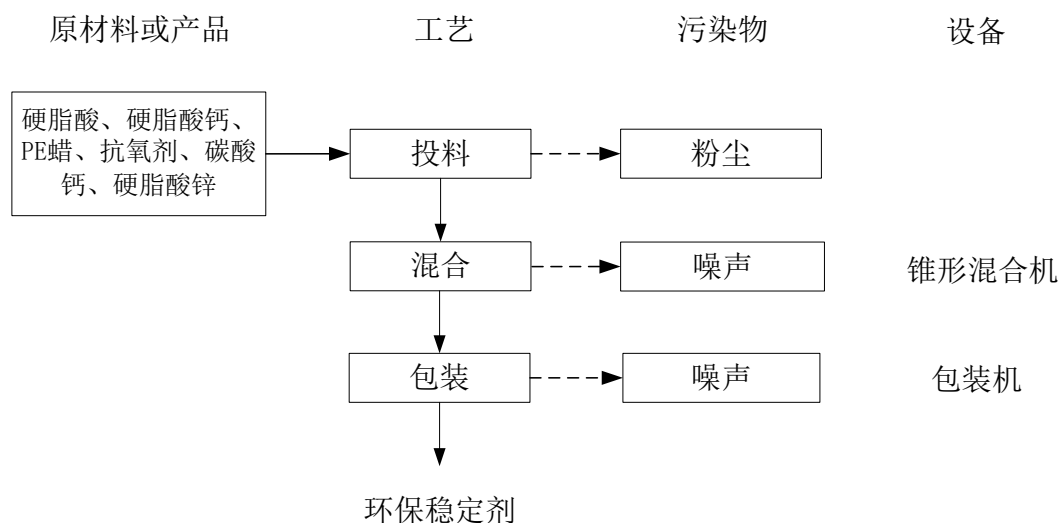 原材料或产品
工艺
污染物
设备
硬脂酸、硬脂酸钙、
PE蜡、抗氧剂、碳酸
钙、硬脂酸锌
投料
粉尘
混合
噪声
锥形混合机
包装
噪声
包装机
环保稳定剂